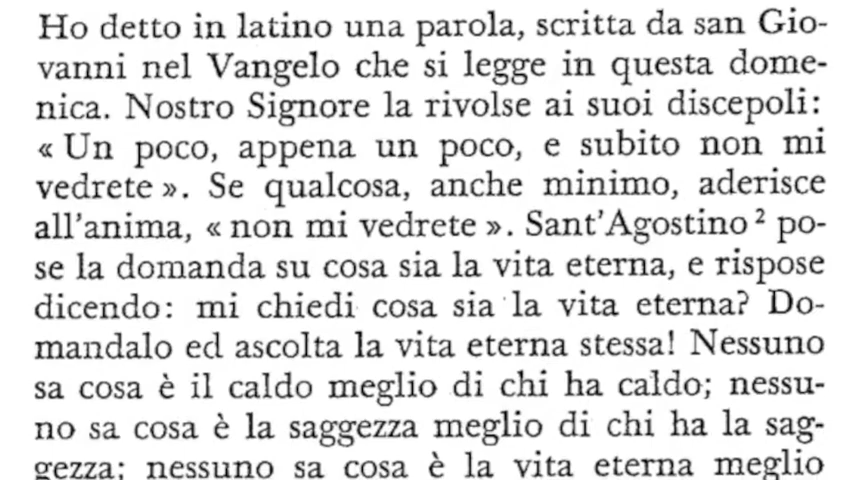 Ho detto in latino una parola, scritta da san Gio-
vanni nel Vangelo che si legge in questa dome-
nica. Nostro Signore la rivolse ai suoi discepoli:
« Un poco, appena un poco, e subito non mi
vedrete ». Se qualcosa, anche minimo, aderisce
all'anima, « non mi vedrete ». Sant'Agostino ² po-
se la domanda su cosa sia la vita eterna, e rispose
dicendo: mi chiedi cosa sia la vita eterna? Do-
mandalo ed ascolta la vita eterna stessa! Nessuno
sa cosa è il caldo meglio di chi ha caldo; nessu-
no sa cosa è la saggezza meglio di chi ha la sag-
gezza; nessuno sa cosa è la vita eterna meglio